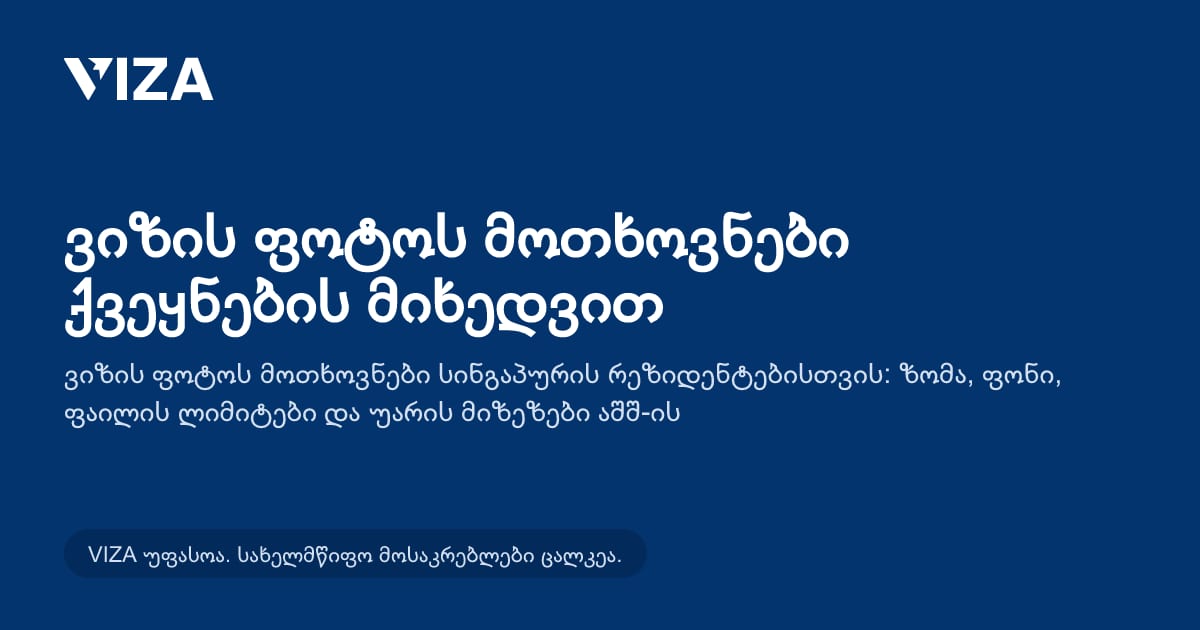 VIZA
ვიზის ფოტოს მოთხოვნები
ქვეყნების მიხედვით
ვიზის ფოტოს მოთხოვნები სინგაპურის რეზიდენტებისთვის: ზომა, ფონი,
ფაილის ლიმიტები და უარის მიზეზები აშშ-ის
VIZA უფასოა. სახელმწიფო მოსაკრებლები ცალკეა.